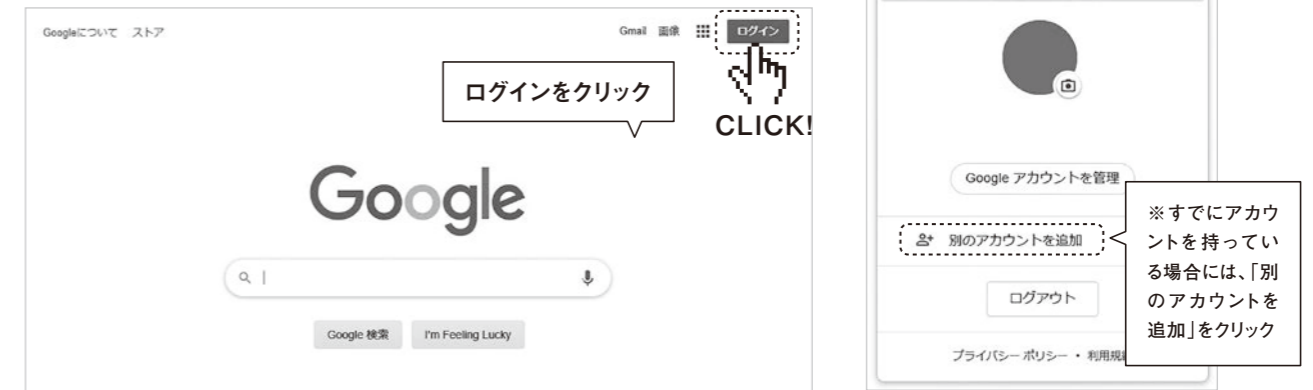 Googleについて ストア
Gmail 画像 ログイン
ログインをクリック
CLICK!
Google
Google 検索 I'm Feeling Lucky
Google アカウントを管理
別のアカウントを追加
ログアウト
プライバシー ポリシー ・ 利用規
※すでにアカウ
ントを持ってい
る場合には、「別
のアカウントを
追加」をクリック